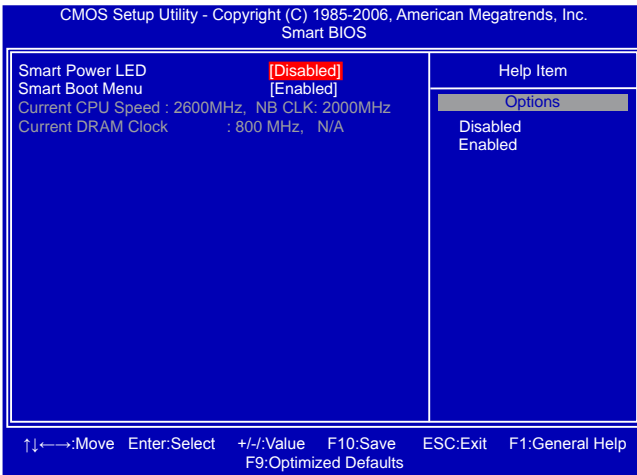 CMOS Setup Utility - Copyright (C) 1985-2006, American Megatrends, Inc.
Smart BIOS
Smart Power LED [Disabled]
Smart Boot Menu [Enabled]
Current CPU Speed : 2600MHz, NB CLK: 2000MHz
Current DRAM Clock : 800 MHz, N/A
Help Item
Options
Disabled
Enabled
↑↓←→:Move Enter:Select +/-/:Value F10:Save ESC:Exit F1:General Help
F9:Optimized Defaults